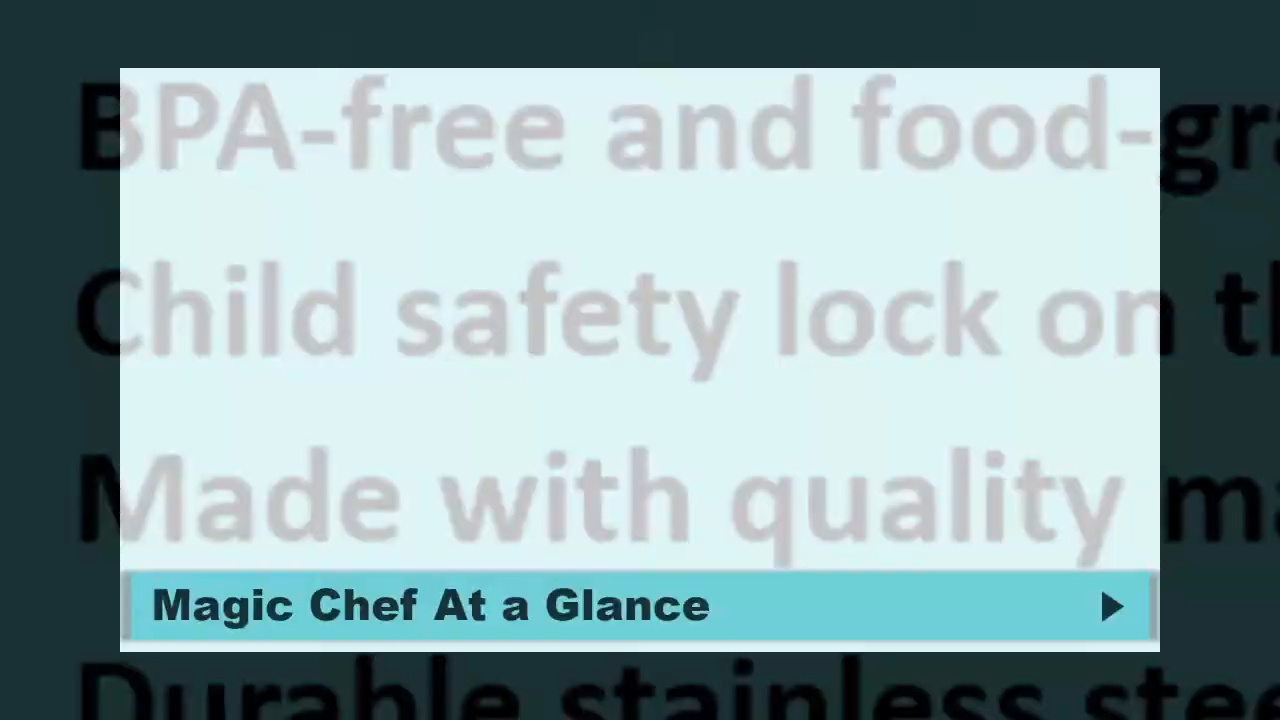 BPA-free and food-gra
Child safety lock on th
Made with quality ma
Magic Chef At a Glance
Durable stainless stee